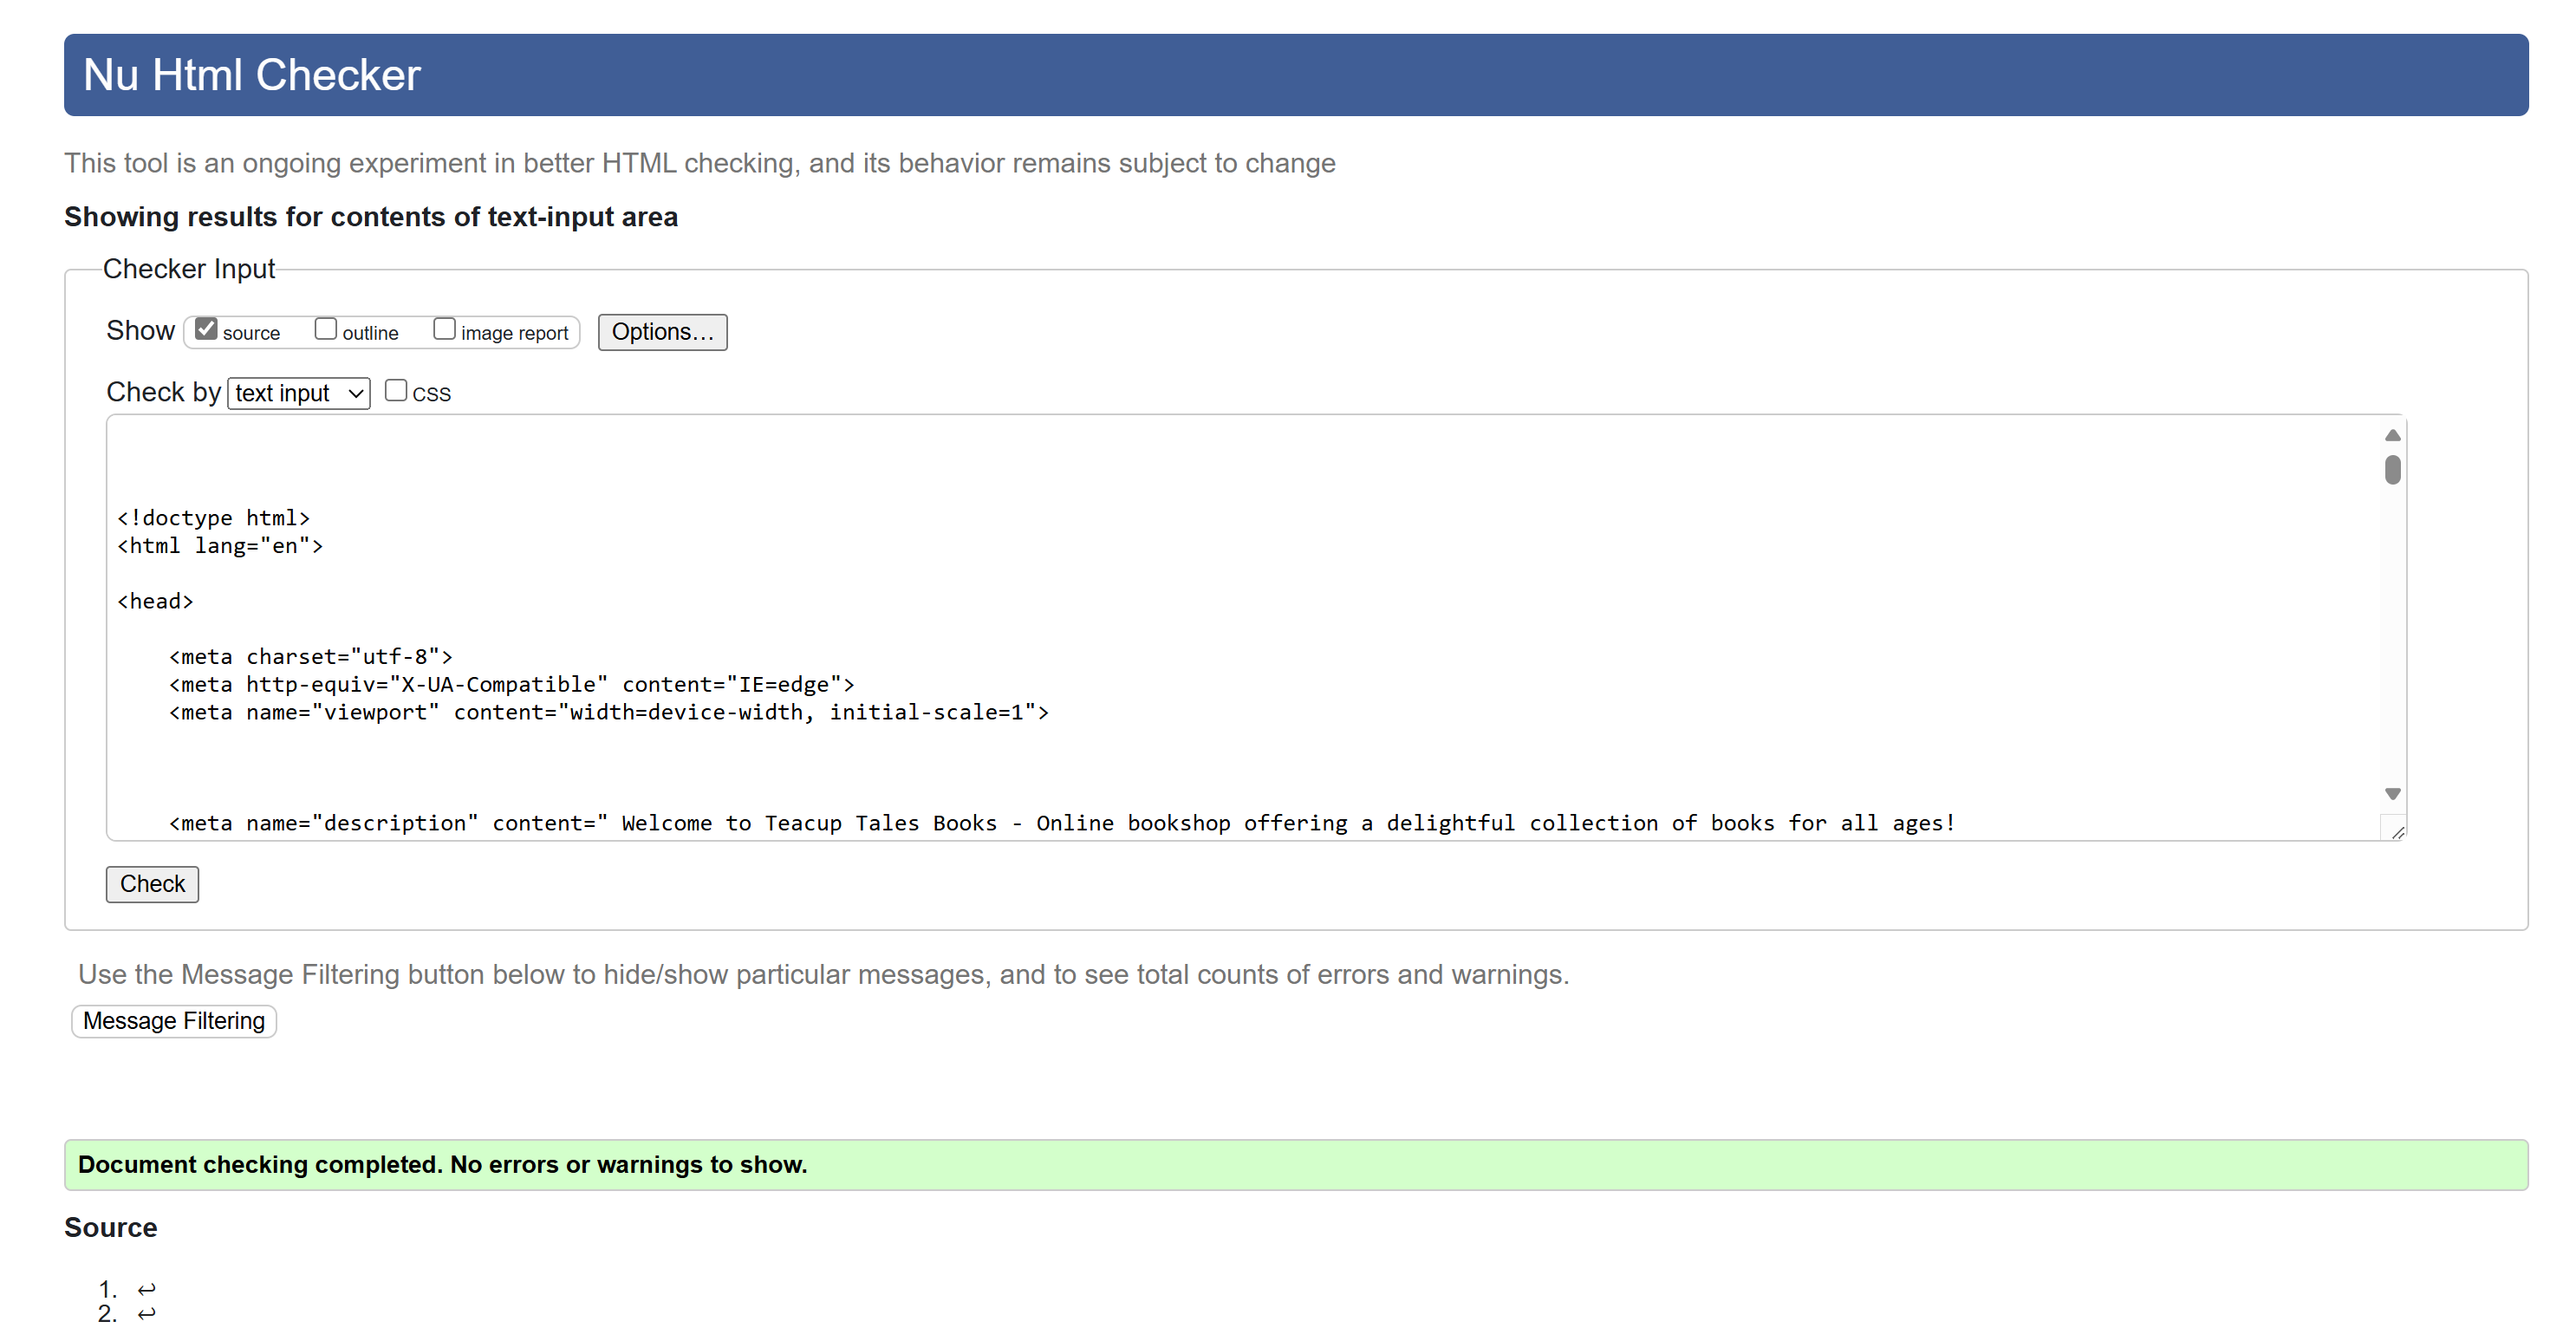 Nu Html Checker
This tool is an ongoing experiment in better HTML checking, and its behavior remains subject to change
Showing results for contents of text-input area
Checker Input
Show source outline image report Options...
Check by text input CSS
<!doctype html>
<html lang="en">
<head>
<meta charset="utf-8">
<meta http-equiv="X-UA-Compatible" content="IE=edge">
<meta name="viewport" content="width=device-width, initial-scale=1">
<meta name="description" content=" Welcome to Teacup Tales Books - Online bookshop offering a delightful collection of books for all ages!
Check
Use the Message Filtering button below to hide/show particular messages, and to see total counts of errors and warnings.
Message Filtering
Document checking completed. No errors or warnings to show.
Source
1. ↩
2. ↩